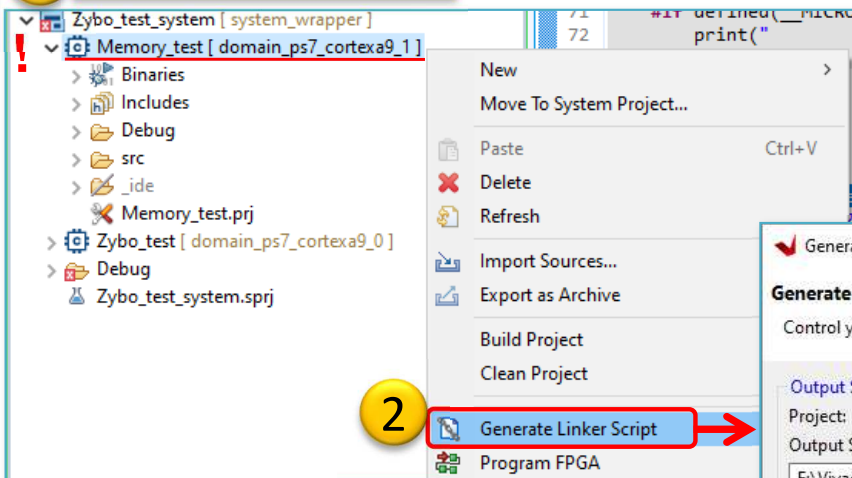 Zybo_test_system [ system_wrapper ]
Memory_test [ domain_ps7_cortexa9_1 ]
Binaries
Includes
Debug
src
_ide
Memory_test.prj
Zybo_test [ domain_ps7_cortexa9_0 ]
Debug
Zybo_test_system.sprj
!
71 #if defined(__MICRO
72 print("
New
Move To System Project...
Paste Ctrl+V
Delete
Refresh
Import Sources...
Export as Archive
Build Project
Clean Project
2
Generate Linker Script
Program FPGA
Genera
Generate
Control y
Output S
Project:
Output S